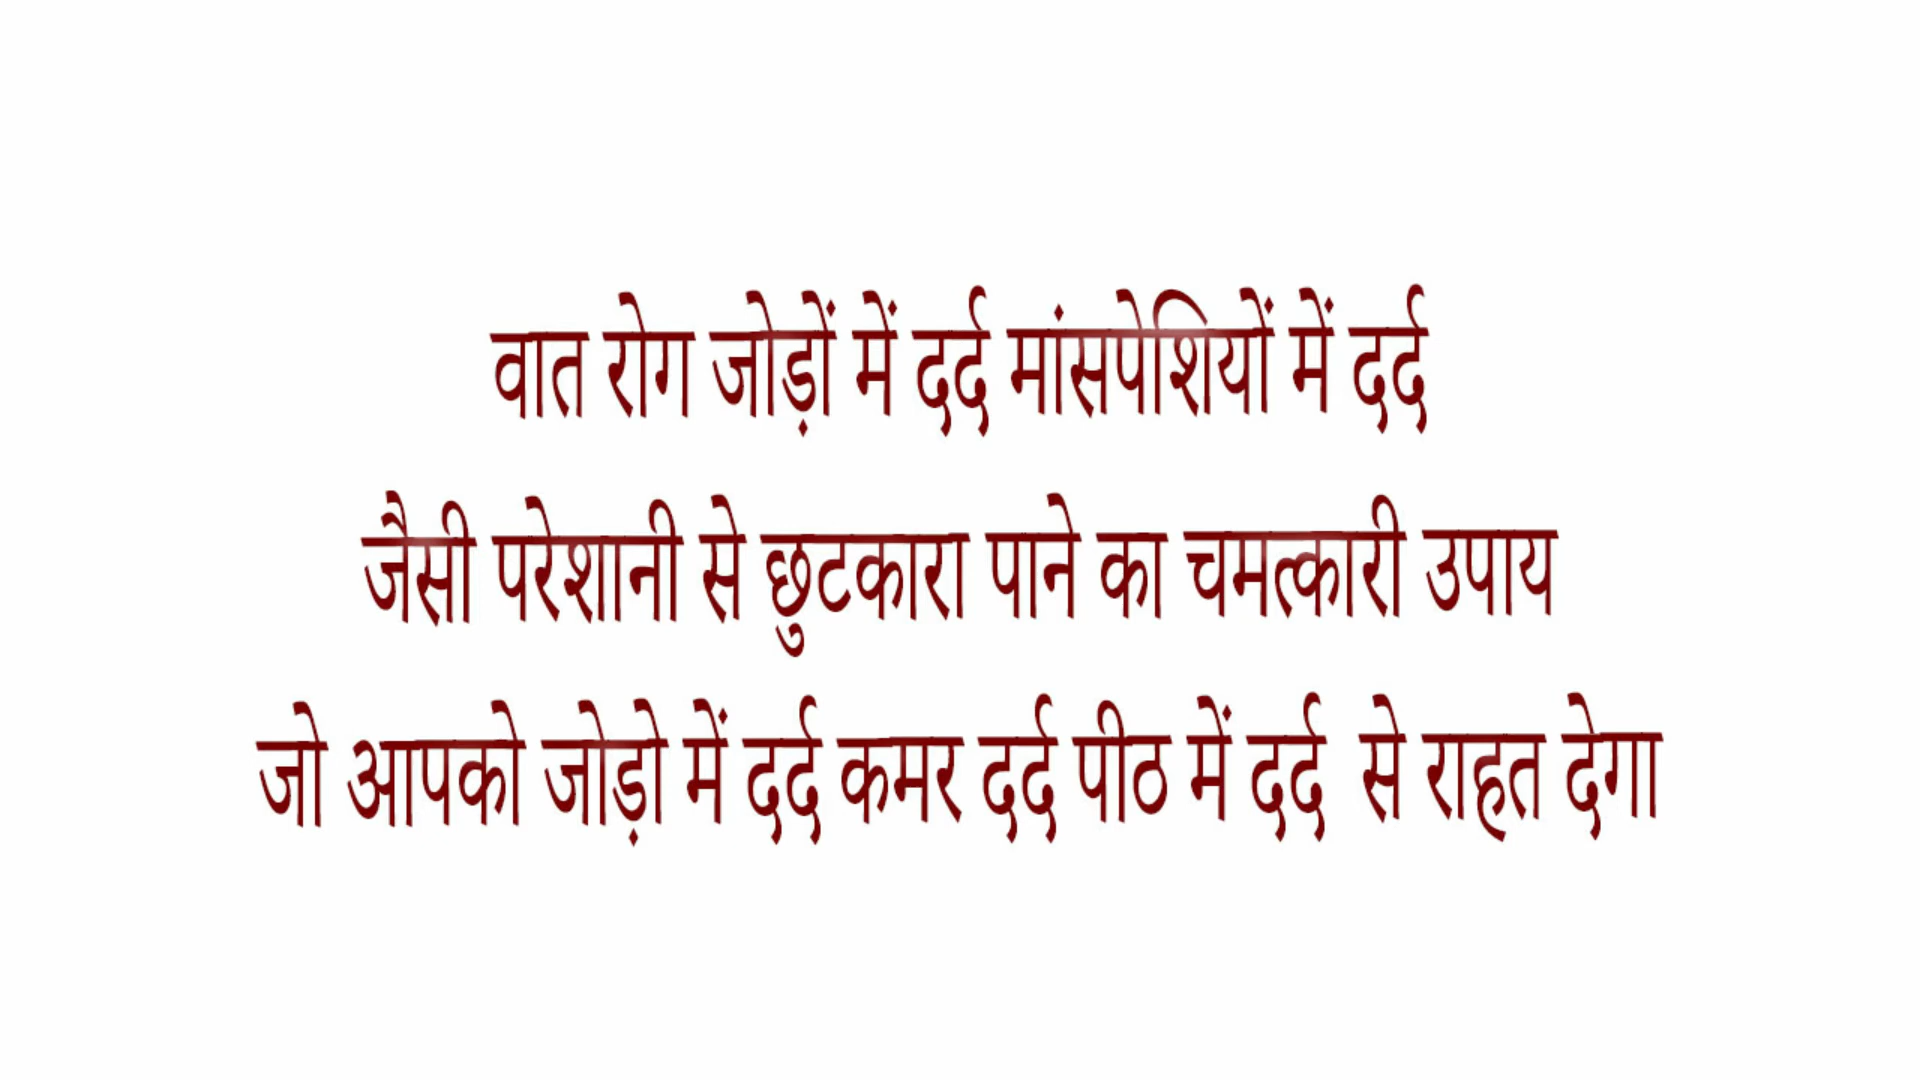 वात रोग जोड़ों में दर्द मांसपेशियों में दर्द
जैसी परेशानी से छुटकारा पाने का चमत्कारी उपाय
जो आपको जोड़ो में दर्द कमर दर्द पीठ में दर्द से राहत देगा